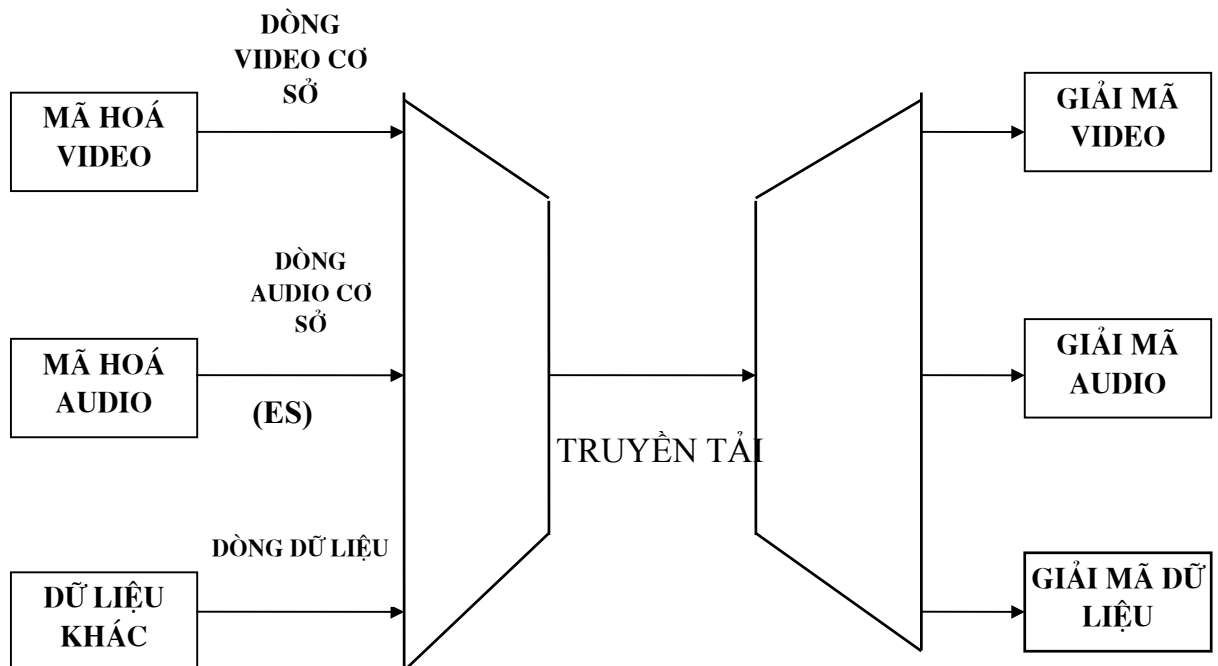 DÒNG
VIDEO CƠ
SỞ
MÃ HOÁ
VIDEO
GIẢI MÃ
VIDEO
DÒNG
AUDIO CƠ
SỞ
MÃ HOÁ
AUDIO
(ES)
GIẢI MÃ
AUDIO
TRUYỀN TẢI
DÒNG DỮ LIỆU
DỮ LIỆU
KHÁC
GIẢI MÃ DỮ
LIỆU